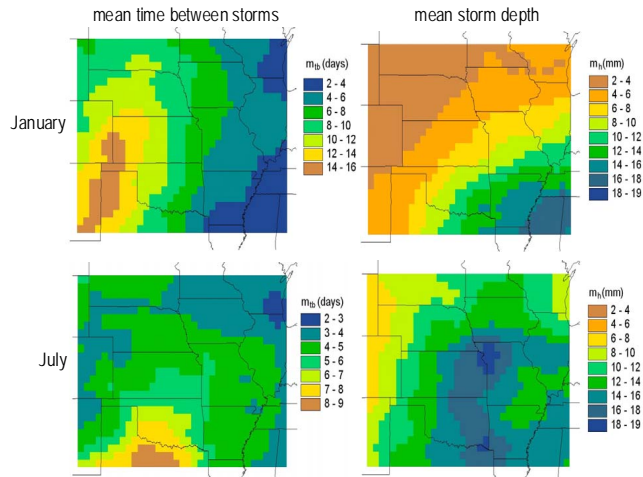 mean time between storms
mean storm depth
January
mtb (days)
2 - 4
4 - 6
6 - 8
8 - 10
10 - 12
12 - 14
14 - 16
mh(mm)
2 - 4
4 - 6
6 - 8
8 - 10
10 - 12
12 - 14
14 - 16
16 - 18
18 - 19
July
mtb (days)
2 - 3
3 - 4
4 - 5
5 - 6
6 - 7
7 - 8
8 - 9
mh(mm)
2 - 4
4 - 6
6 - 8
8 - 10
10 - 12
12 - 14
14 - 16
16 - 18
18 - 19